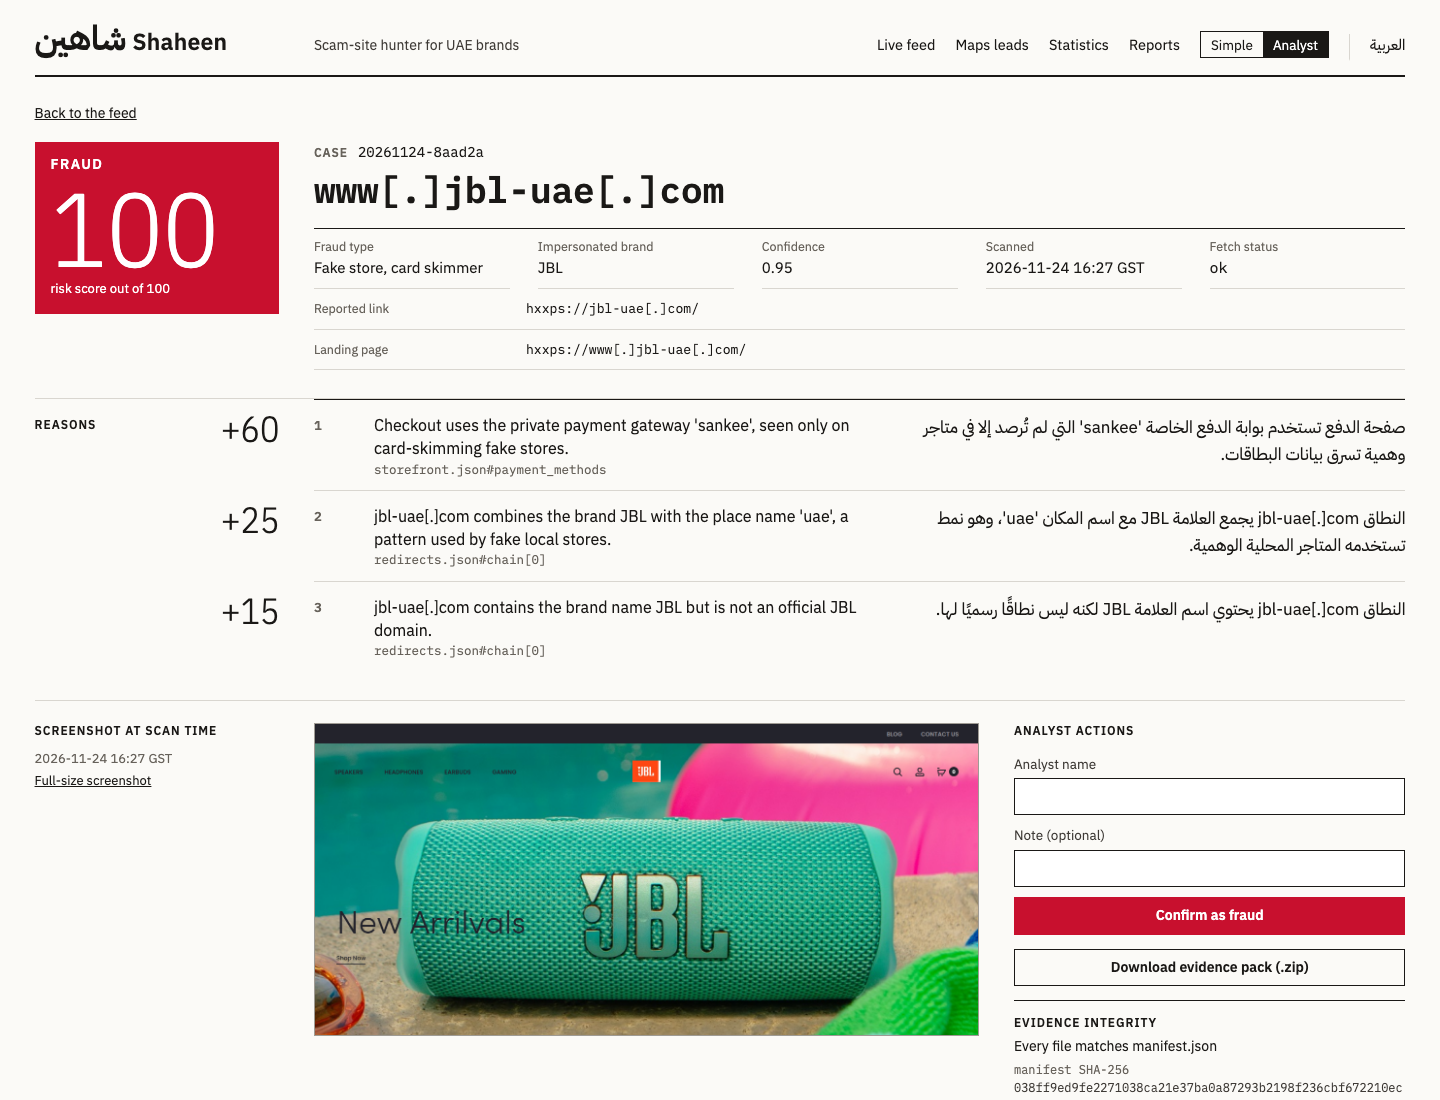 شاهين Shaheen
Scam-site hunter for UAE brands
Live feed
Maps leads
Statistics
Reports
Simple
Analyst
العربية
Back to the feed
FRAUD
100
risk score out of 100
CASE 20261124-8aad2a
www[.]jbl-uae[.]com
Fraud type
Fake store, card skimmer
Impersonated brand
JBL
Confidence
0.95
Scanned
2026-11-24 16:27 GST
Fetch status
ok
Reported link
hxxps://jbl-uae[.]com/
Landing page
hxxps://www[.]jbl-uae[.]com/
REASONS
+60
1
Checkout uses the private payment gateway 'sankee', seen only on
card-skimming fake stores.
storefront.json#payment_methods
صفحة الدفع تستخدم بوابة الدفع الخاصة 'sankee' التي لم تُرصد إلا في متاجر
وهمية تسرق بيانات البطاقات.
+25
2
jbl-uae[.]com combines the brand JBL with the place name 'uae', a
pattern used by fake local stores.
redirects.json#chain[0]
النطاق jbl-uae[.]com يجمع العلامة JBL مع اسم المكان 'uae'، وهو نمط
تستخدمه المتاجر المحلية الوهمية.
+15
3
jbl-uae[.]com contains the brand name JBL but is not an official JBL
domain.
redirects.json#chain[0]
النطاق jbl-uae[.]com يحتوي اسم العلامة JBL لكنه ليس نطاقًا رسميًا لها.
SCREENSHOT AT SCAN TIME
2026-11-24 16:27 GST
Full-size screenshot
BLOG
CONTACT US
SPEAKERS
HEADPHONES
EARBUDS
GAMING
JBL
0
JBL
New Arrilvals
Shop Now
ANALYST ACTIONS
Analyst name
Note (optional)
Confirm as fraud
Download evidence pack (.zip)
EVIDENCE INTEGRITY
Every file matches manifest.json
manifest SHA-256
038ff9ed9fe2271038ca21e37ba0a87293b2198f236cbf672210ec